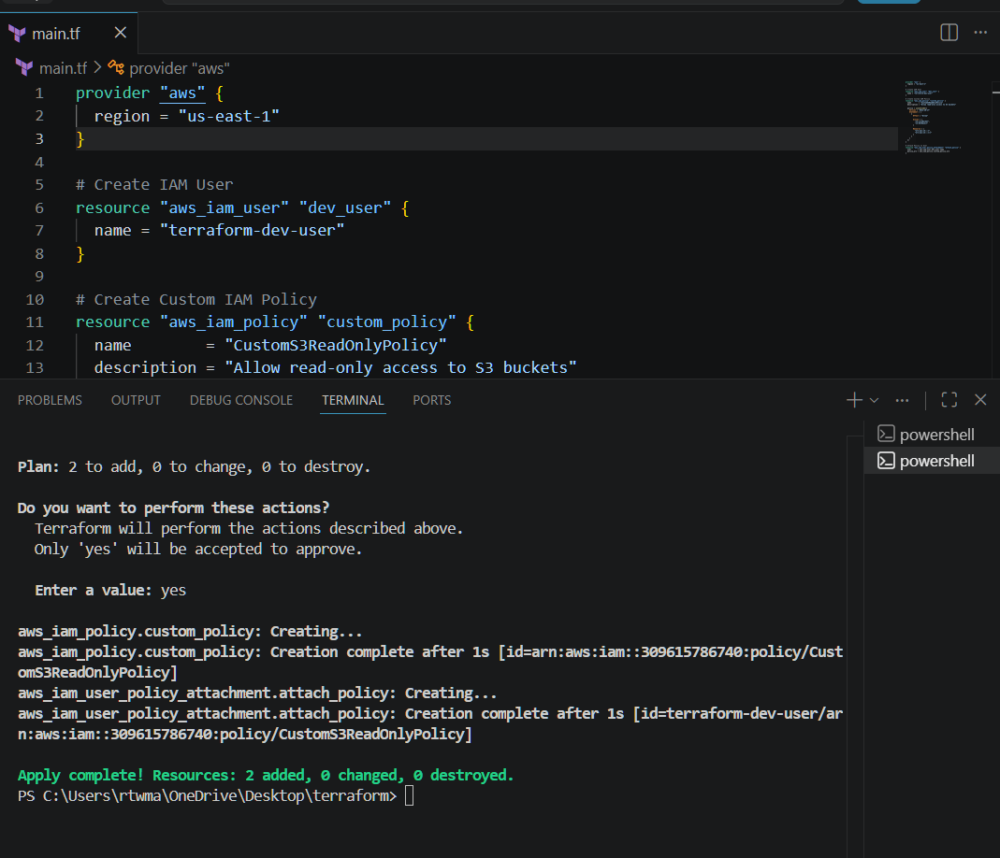 main.tf
main.tf > provider "aws"
1 provider "aws" {
2 region = "us-east-1"
3 }
4
5 # Create IAM User
6 resource "aws_iam_user" "dev_user" {
7 name = "terraform-dev-user"
8 }
9
10 # Create Custom IAM Policy
11 resource "aws_iam_policy" "custom_policy" {
12 name        = "CustomS3ReadOnlyPolicy"
13 description = "Allow read-only access to S3 buckets"
PROBLEMS OUTPUT DEBUG CONSOLE TERMINAL PORTS
powershell
powershell
Plan: 2 to add, 0 to change, 0 to destroy.
Do you want to perform these actions?
Terraform will perform the actions described above.
Only 'yes' will be accepted to approve.
Enter a value: yes
aws_iam_policy.custom_policy: Creating...
aws_iam_policy.custom_policy: Creation complete after 1s [id=arn:aws:iam::309615786740:policy/Cust
omS3ReadOnlyPolicy]
aws_iam_user_policy_attachment.attach_policy: Creating...
aws_iam_user_policy_attachment.attach_policy: Creation complete after 1s [id=terraform-dev-user/ar
n:aws:iam::309615786740:policy/CustomS3ReadOnlyPolicy]
Apply complete! Resources: 2 added, 0 changed, 0 destroyed.
PS C:\Users\rtwma\OneDrive\Desktop\terraform>